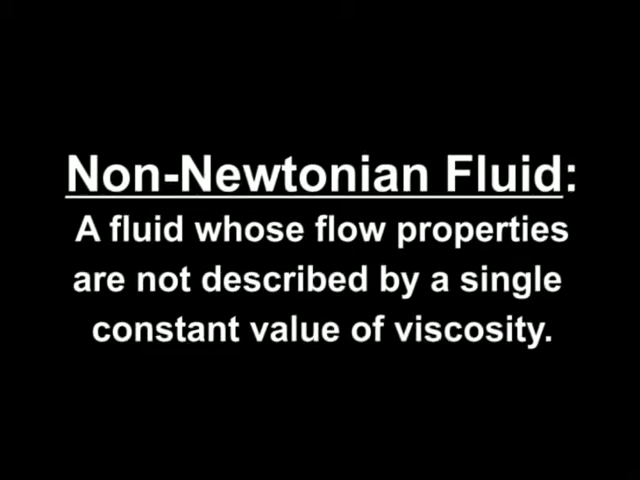 Non-Newtonian Fluid:
A fluid whose flow properties
are not described by a single
constant value of viscosity.